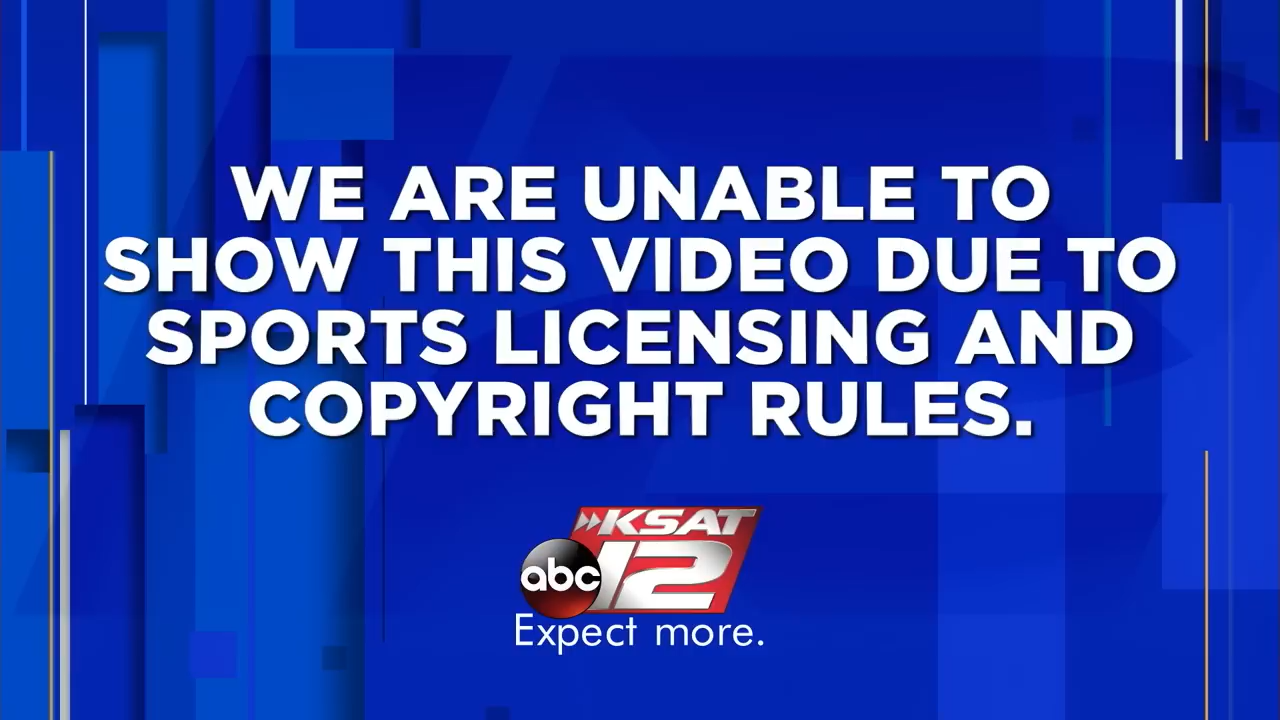 WE ARE UNABLE TO
SHOW THIS VIDEO DUE TO
SPORTS LICENSING AND
COPYRIGHT RULES.
KSAT
abc 12
Expect more.